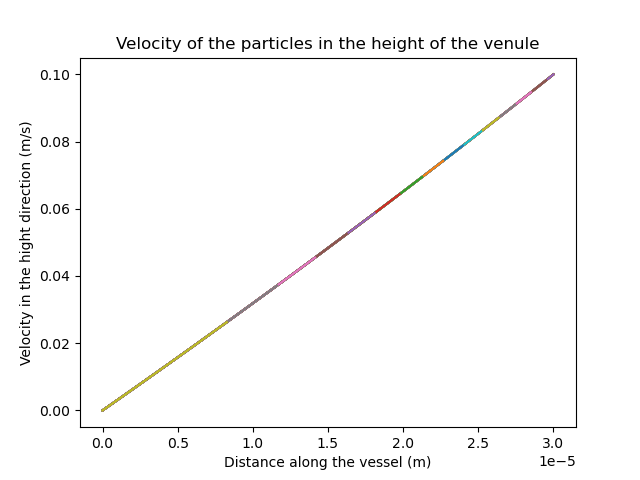 Velocity of the particles in the height of the venule
Velocity in the hight direction (m/s)
0.10
0.08
0.06
0.04
0.02
0.00
0.0 0.5 1.0 1.5 2.0 2.5 3.0
1e−5
Distance along the vessel (m)